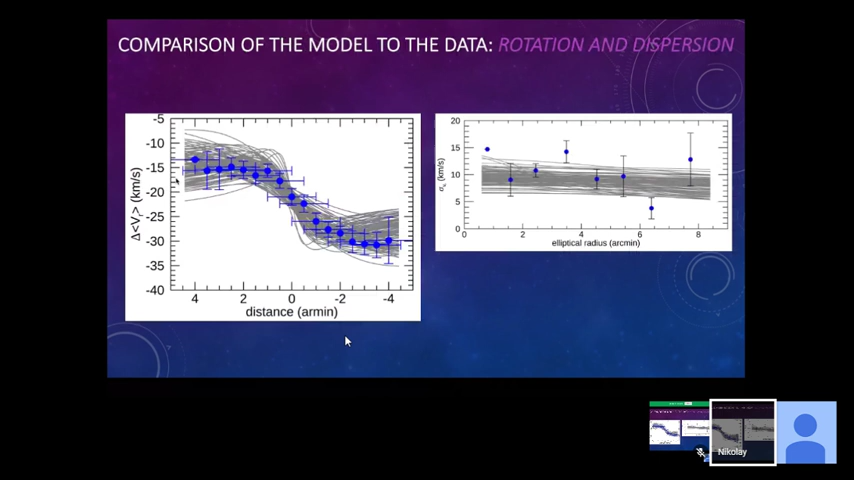 COMPARISON OF THE MODEL TO THE DATA: ROTATION AND DISPERSION
-5
-10
-15
-20
-25
-30
-35
-40
Δ<V,> (km/s)
4 2 0 -2 -4
distance (armin)
20
15
10
5
0
σ (km/s)
0 2 4 6 8
elliptical radius (arcmin)
Nikolay